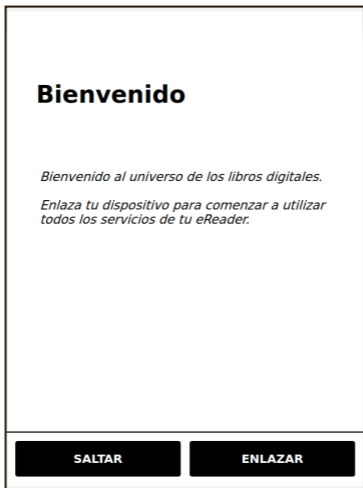 Bienvenido
Bienvenido al universo de los libros digitales.
Enlaza tu dispositivo para comenzar a utilizar
todos los servicios de tu eReader.
SALTAR
ENLAZAR